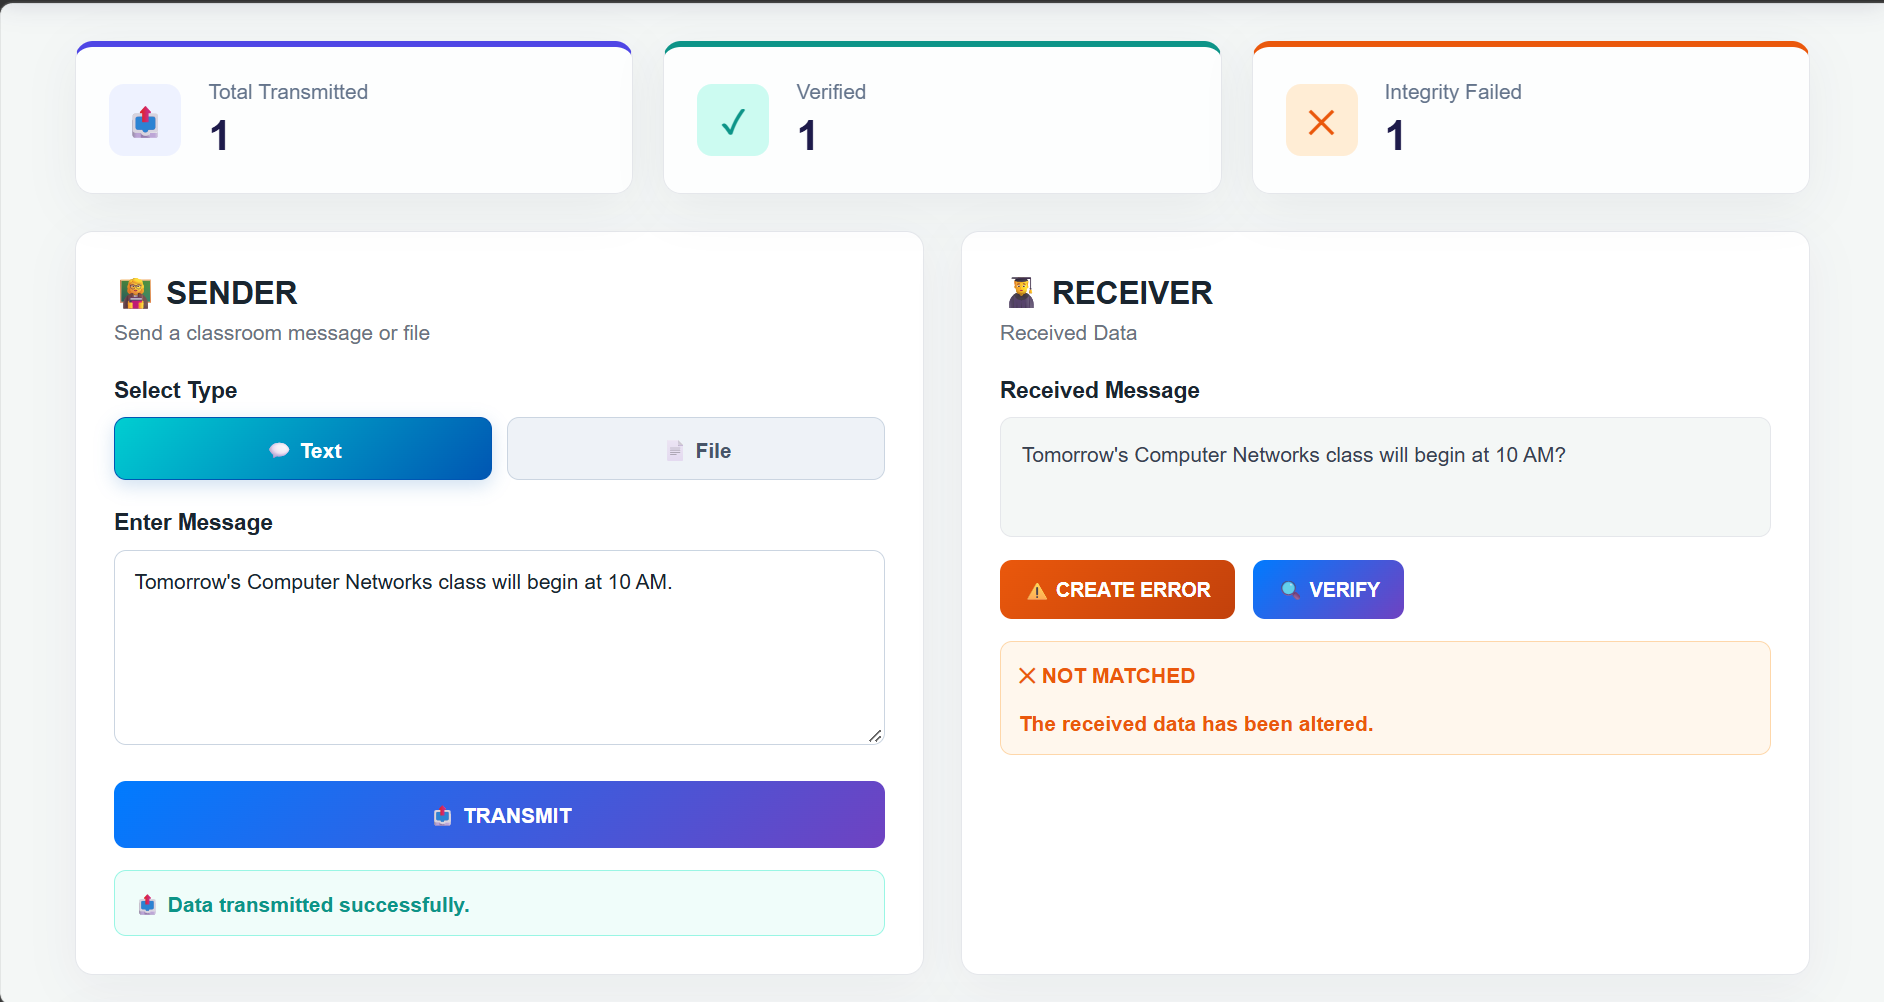 Total Transmitted
1
Verified
1
Integrity Failed
1
SENDER
Send a classroom message or file
Select Type
Text
File
Enter Message
Tomorrow's Computer Networks class will begin at 10 AM.
TRANSMIT
Data transmitted successfully.
RECEIVER
Received Data
Received Message
Tomorrow's Computer Networks class will begin at 10 AM?
CREATE ERROR
VERIFY
NOT MATCHED
The received data has been altered.